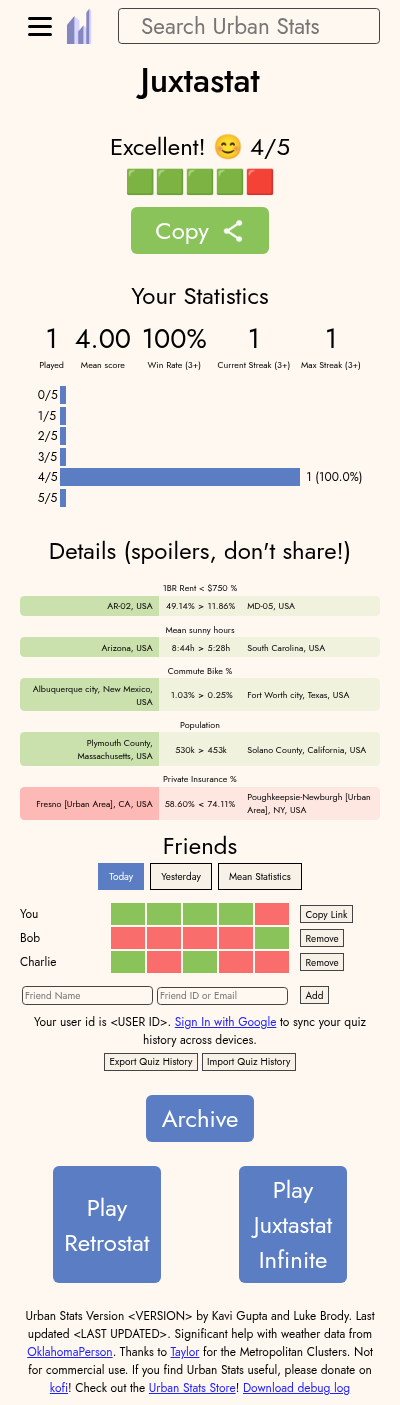 Search Urban Stats
Juxtastat
Excellent! 😊 4/5
🟩🟩🟩🟩🟥
Copy
Your Statistics
1 4.00 100% 1 1
Played Mean score Win Rate (3+) Current Streak (3+) Max Streak (3+)
0/5
1/5
2/5
3/5
4/5 1 (100.0%)
5/5
Details (spoilers, don't share!)
1BR Rent < $750 %
AR-02, USA 49.14% > 11.86% MD-05, USA
Mean sunny hours
Arizona, USA 8:44h > 5:28h South Carolina, USA
Commute Bike %
Albuquerque city, New Mexico,
USA
1.03% > 0.25% Fort Worth city, Texas, USA
Population
Plymouth County,
Massachusetts, USA
530k > 453k Solano County, California, USA
Private Insurance %
Fresno [Urban Area], CA, USA 58.60% < 74.11%
Poughkeepsie-Newburgh [Urban
Area], NY, USA
Friends
Today Yesterday Mean Statistics
You Copy Link
Bob Remove
Charlie Remove
Friend Name Friend ID or Email Add
Your user id is <USER ID>. Sign In with Google to sync your quiz
history across devices.
Export Quiz History Import Quiz History
Archive
Play
Retrostat
Play
Juxtastat
Infinite
Urban Stats Version <VERSION> by Kavi Gupta and Luke Brody. Last
updated <LAST UPDATED>. Significant help with weather data from
OklahomaPerson. Thanks to Taylor for the Metropolitan Clusters. Not
for commercial use. If you find Urban Stats useful, please donate on
kofi! Check out the Urban Stats Store! Download debug log